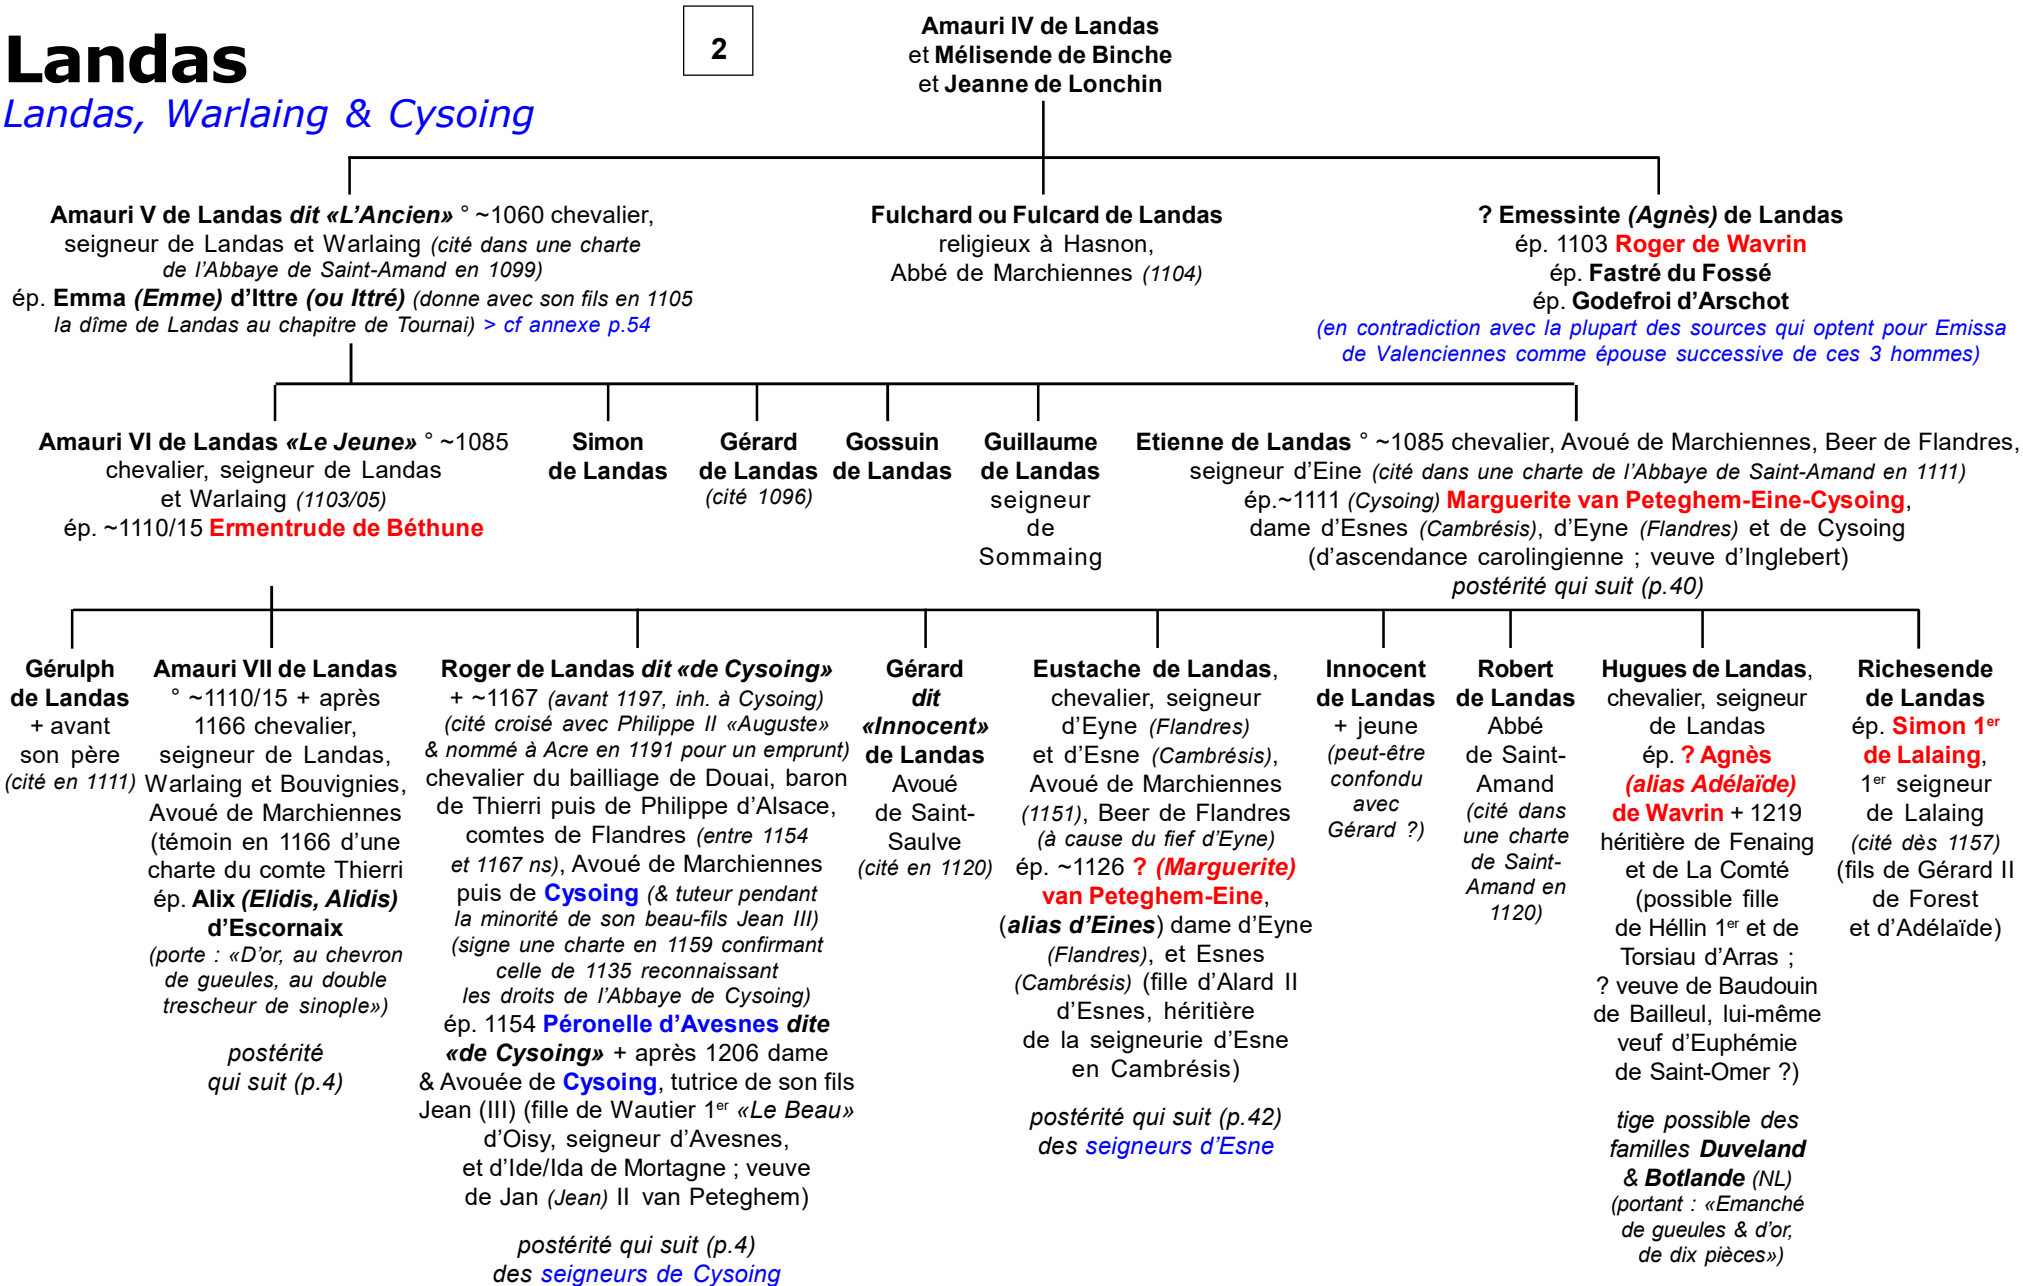 Landas
Landas, Warlaing & Cysoing
2
Amauri IV de Landas
et Mélisende de Binche
et Jeanne de Lonchin
Amauri V de Landas dit «L’Ancien» ° ~1060 chevalier,
seigneur de Landas et Warlaing (cité dans une charte
de l’Abbaye de Saint-Amand en 1099)
ép. Emma (Emme) d’Ittre (ou Ittré) (donne avec son fils en 1105
la dîme de Landas au chapitre de Tournai) > cf annexe p.54
Fulchard ou Fulcard de Landas
religieux à Hasnon,
Abbé de Marchiennes (1104)
? Emessinte (Agnès) de Landas
ép. 1103 Roger de Wavrin
ép. Fastré du Fossé
ép. Godefroi d’Arschot
(en contradiction avec la plupart des sources qui optent pour Emissa
de Valenciennes comme épouse successive de ces 3 hommes)
Amauri VI de Landas «Le Jeune» ° ~1085
chevalier, seigneur de Landas
et Warlaing (1103/05)
ép. ~1110/15 Ermentrude de Béthune
Simon
de Landas
Gérard
de Landas
(cité 1096)
Gossuin
de Landas
Guillaume
de Landas
seigneur
de
Sommaing
Etienne de Landas ° ~1085 chevalier, Avoué de Marchiennes, Beer de Flandres,
seigneur d’Eine (cité dans une charte de l’Abbaye de Saint-Amand en 1111)
ép.~1111 (Cysoing) Marguerite van Peteghem-Eine-Cysoing,
dame d’Esnes (Cambrésis), d’Eyne (Flandres) et de Cysoing
(d’ascendance carolingienne ; veuve d’Inglebert)
postérité qui suit (p.40)
Gérulph
de Landas
+ avant
son père
(cité en 1111)
Amauri VII de Landas
° ~1110/15 + après
1166 chevalier,
seigneur de Landas,
Warlaing et Bouvignies,
Avoué de Marchiennes
(témoin en 1166 d’une
charte du comte Thierri
ép. Alix (Elidis, Alidis)
d’Escornaix
(porte : «D’or, au chevron
de gueules, au double
trescheur de sinople»)
postérité
qui suit (p.4)
Roger de Landas dit «de Cysoing»
+ ~1167 (avant 1197, inh. à Cysoing)
(cité croisé avec Philippe II «Auguste»
& nommé à Acre en 1191 pour un emprunt)
chevalier du bailliage de Douai, baron
de Thierri puis de Philippe d’Alsace,
comtes de Flandres (entre 1154
et 1167 ns), Avoué de Marchiennes
puis de Cysoing (& tuteur pendant
la minorité de son beau-fils Jean III)
(signe une charte en 1159 confirmant
celle de 1135 reconnaissant
les droits de l’Abbaye de Cysoing)
ép. 1154 Péronelle d’Avesnes dite
«de Cysoing» + après 1206 dame
& Avouée de Cysoing, tutrice de son fils
Jean (III) (fille de Wautier 1er «Le Beau»
d’Oisy, seigneur d’Avesnes,
et d’Ide/Ida de Mortagne ; veuve
de Jan (Jean) II van Peteghem)
postérité qui suit (p.4)
des seigneurs de Cysoing
Gérard
dit
«Innocent»
de Landas
Avoué
de Saint-
Saulve
(cité en 1120)
Eustache de Landas,
chevalier, seigneur
d’Eyne (Flandres)
et d’Esne (Cambrésis),
Avoué de Marchiennes
(1151), Beer de Flandres
(à cause du fief d’Eyne)
ép. ~1126 ? (Marguerite)
van Peteghem-Eine,
(alias d’Eines) dame d’Eyne
(Flandres), et Esnes
(Cambrésis) (fille d’Alard II
d’Esnes, héritière
de la seigneurie d’Esne
en Cambrésis)
postérité qui suit (p.42)
des seigneurs d’Esne
Innocent
de Landas
+ jeune
(peut-être
confondu
avec
Gérard ?)
Robert
de Landas
Abbé
de Saint-
Amand
(cité dans
une charte
de Saint-
Amand en
1120)
Hugues de Landas,
chevalier, seigneur
de Landas
ép. ? Agnès
(alias Adélaïde)
de Wavrin + 1219
héritière de Fenaing
et de La Comté
(possible fille
de Héllin 1er et de
Torsiau d’Arras ;
? veuve de Baudouin
de Bailleul, lui-même
veuf d’Euphémie
de Saint-Omer ?)
tige possible des
familles Duveland
& Botlande (NL)
(portant : «Emanché
de gueules & d’or,
de dix pièces»)
Richesende
de Landas
ép. Simon 1er
de Lalaing,
1er seigneur
de Lalaing
(cité dès 1157)
(fils de Gérard II
de Forest
et d’Adélaïde)